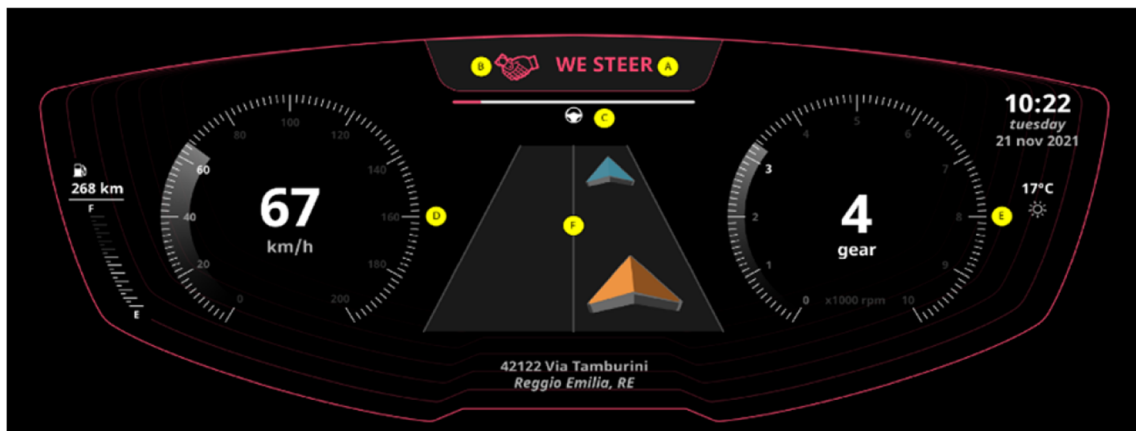 B WE STEER A
C
10:22
tuesday
21 nov 2021
268 km
F
E
0 20 40 60 80 100 120 140 160 180 200
67
km/h
D
F
0 1 2 3 4 5 6 7 8 9 10
x1000 rpm
4
gear
E
17°C
42122 Via Tamburini
Reggio Emilia, RE